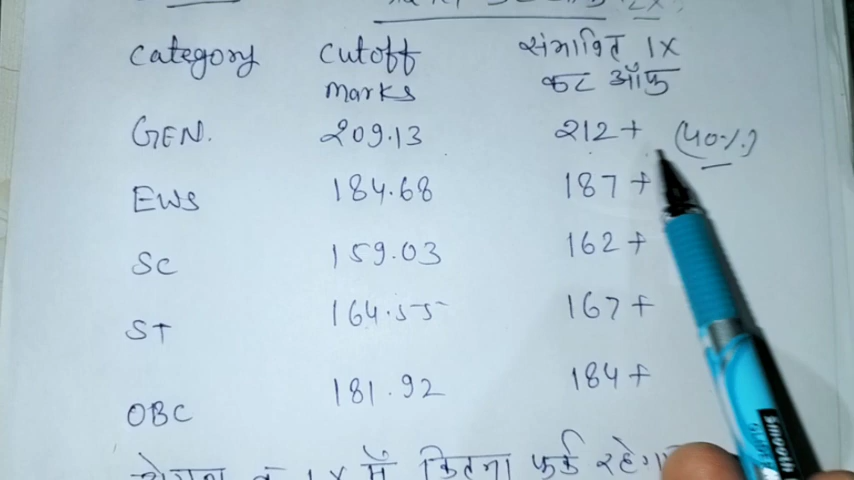 Category Cutoff marks संभावित 1X कट ऑफ
GEN. 209.13 212+ (40%)
EWS 184.68 187+
SC 159.03 162+
ST 164.55 167+
OBC 181.92 184+
1X में कितना फर्क रहेगा